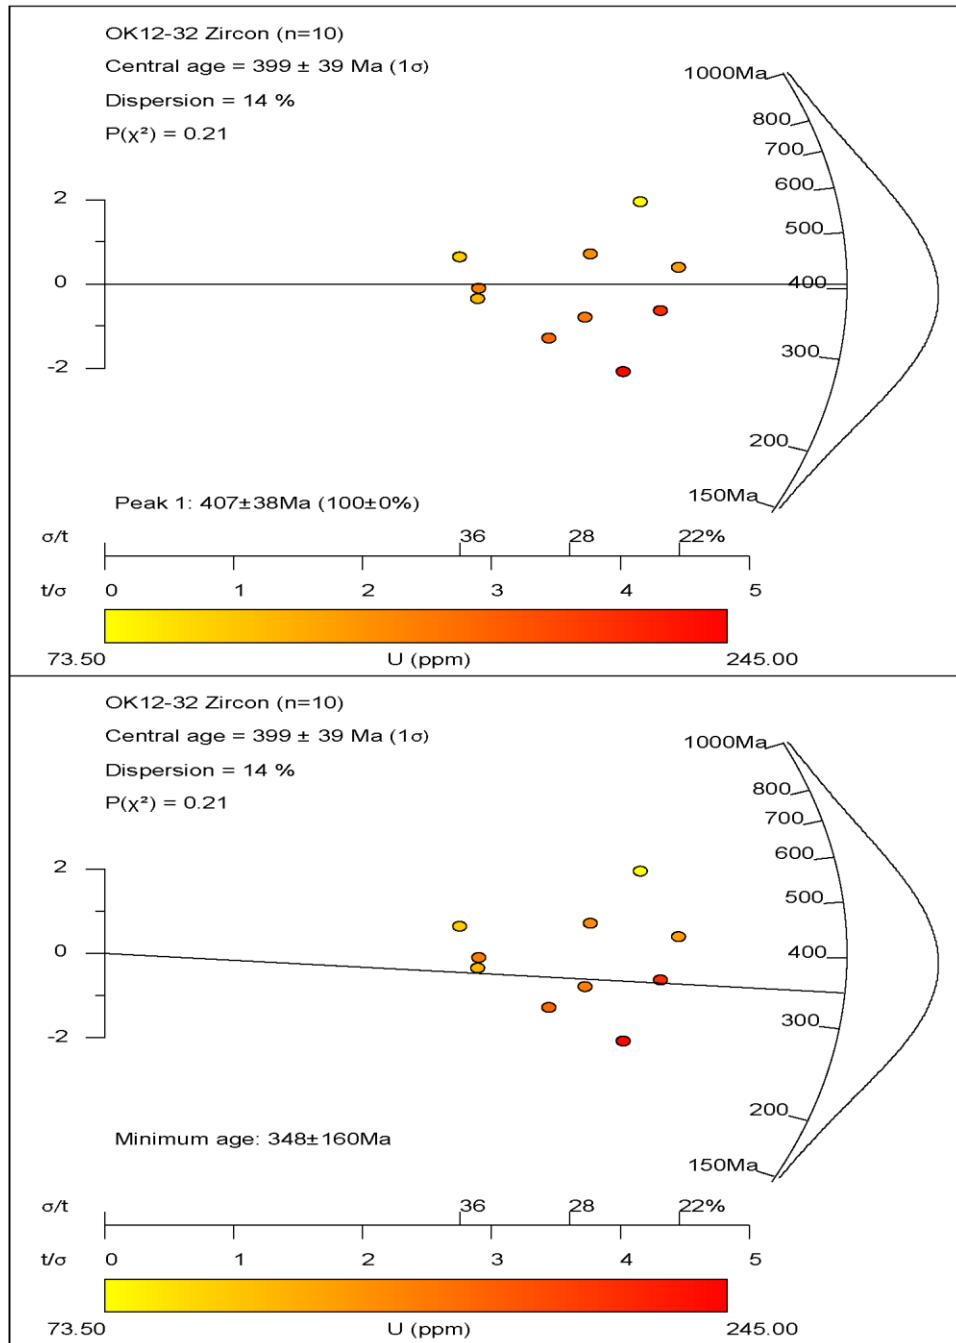 OK12-32 Zircon (n=10)
Central age = 399 ± 39 Ma (1σ)
Dispersion = 14 %
P(χ²) = 0.21
1000Ma
800
700
600
500
400
300
200
150Ma
2
0
-2
Peak 1: 407±38Ma (100±0%)
σ/t
36
28
22%
t/σ
0
1
2
3
4
5
73.50
U (ppm)
245.00
OK12-32 Zircon (n=10)
Central age = 399 ± 39 Ma (1σ)
Dispersion = 14 %
P(χ²) = 0.21
1000Ma
800
700
600
500
400
300
200
150Ma
2
0
-2
Minimum age: 348±160Ma
σ/t
36
28
22%
t/σ
0
1
2
3
4
5
73.50
U (ppm)
245.00